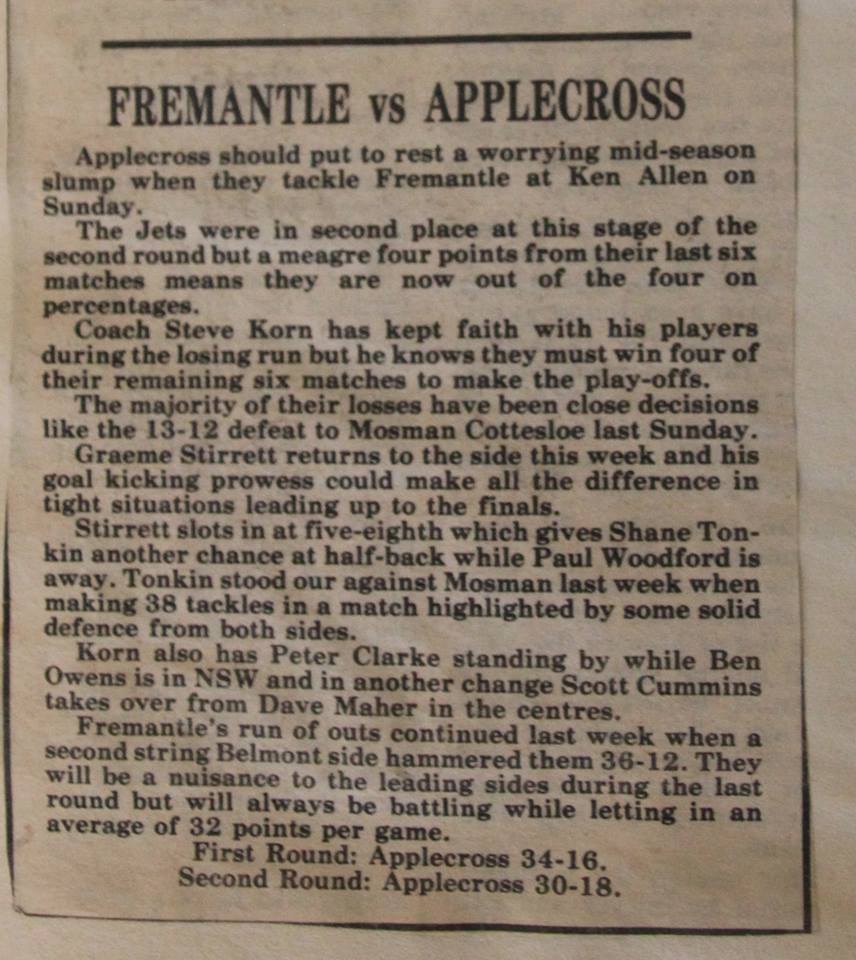 FREMANTLE vs APPLECROSS
Applecross should put to rest a worrying mid-season
slump when they tackle Fremantle at Ken Allen on
Sunday.
The Jets were in second place at this stage of the
second round but a meagre four points from their last six
matches means they are now out of the four on
percentages.
Coach Steve Korn has kept faith with his players
during the losing run but he knows they must win four of
their remaining six matches to make the play-offs.
The majority of their losses have been close decisions
like the 13-12 defeat to Mosman Cottesloe last Sunday.
Graeme Stirrett returns to the side this week and his
goal kicking prowess could make all the difference in
tight situations leading up to the finals.
Stirrett slots in at five-eighth which gives Shane Ton-
kin another chance at half-back while Paul Woodford is
away. Tonkin stood our against Mosman last week when
making 38 tackles in a match highlighted by some solid
defence from both sides.
Korn also has Peter Clarke standing by while Ben
Owens is in NSW and in another change Scott Cummins
takes over from Dave Maher in the centres.
Fremantle's run of outs continued last week when a
second string Belmont side hammered them 36-12. They
will be a nuisance to the leading sides during the last
round but will always be battling while letting in an
average of 32 points per game.
First Round: Applecross 34-16.
Second Round: Applecross 30-18.